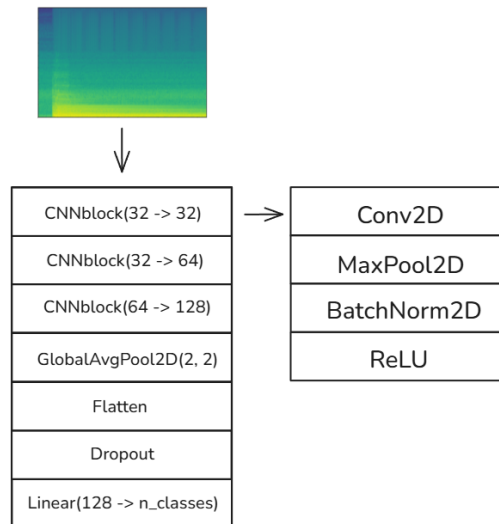 CNNblock(32 -> 32)
CNNblock(32 -> 64)
CNNblock(64 -> 128)
GlobalAvgPool2D(2, 2)
Flatten
Dropout
Linear(128 -> n_classes)
Conv2D
MaxPool2D
BatchNorm2D
ReLU